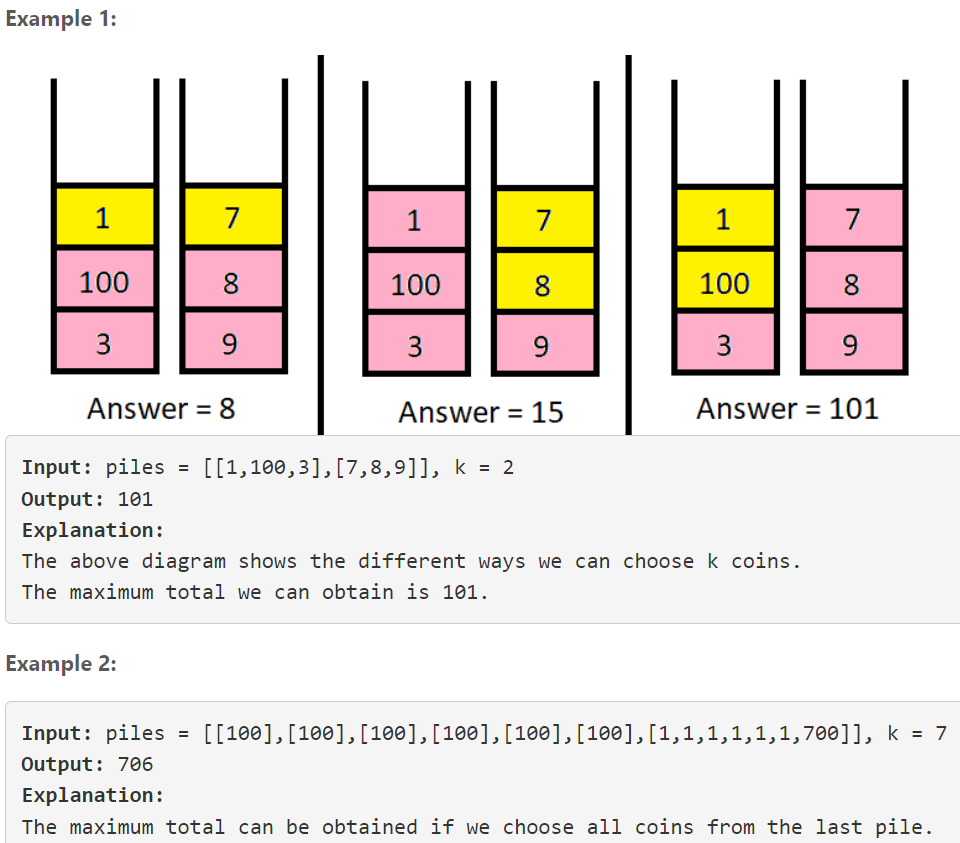 Example 1:
1 7 1 7 1 7
100 8 100 8 100 8
3 9 3 9 3 9
Answer = 8 Answer = 15 Answer = 101
Input: piles = [[1,100,3],[7,8,9]], k = 2
Output: 101
Explanation:
The above diagram shows the different ways we can choose k coins.
The maximum total we can obtain is 101.
Example 2:
Input: piles = [[100],[100],[100],[100],[100],[100],[1,1,1,1,1,1,700]], k = 7
Output: 706
Explanation:
The maximum total can be obtained if we choose all coins from the last pile.